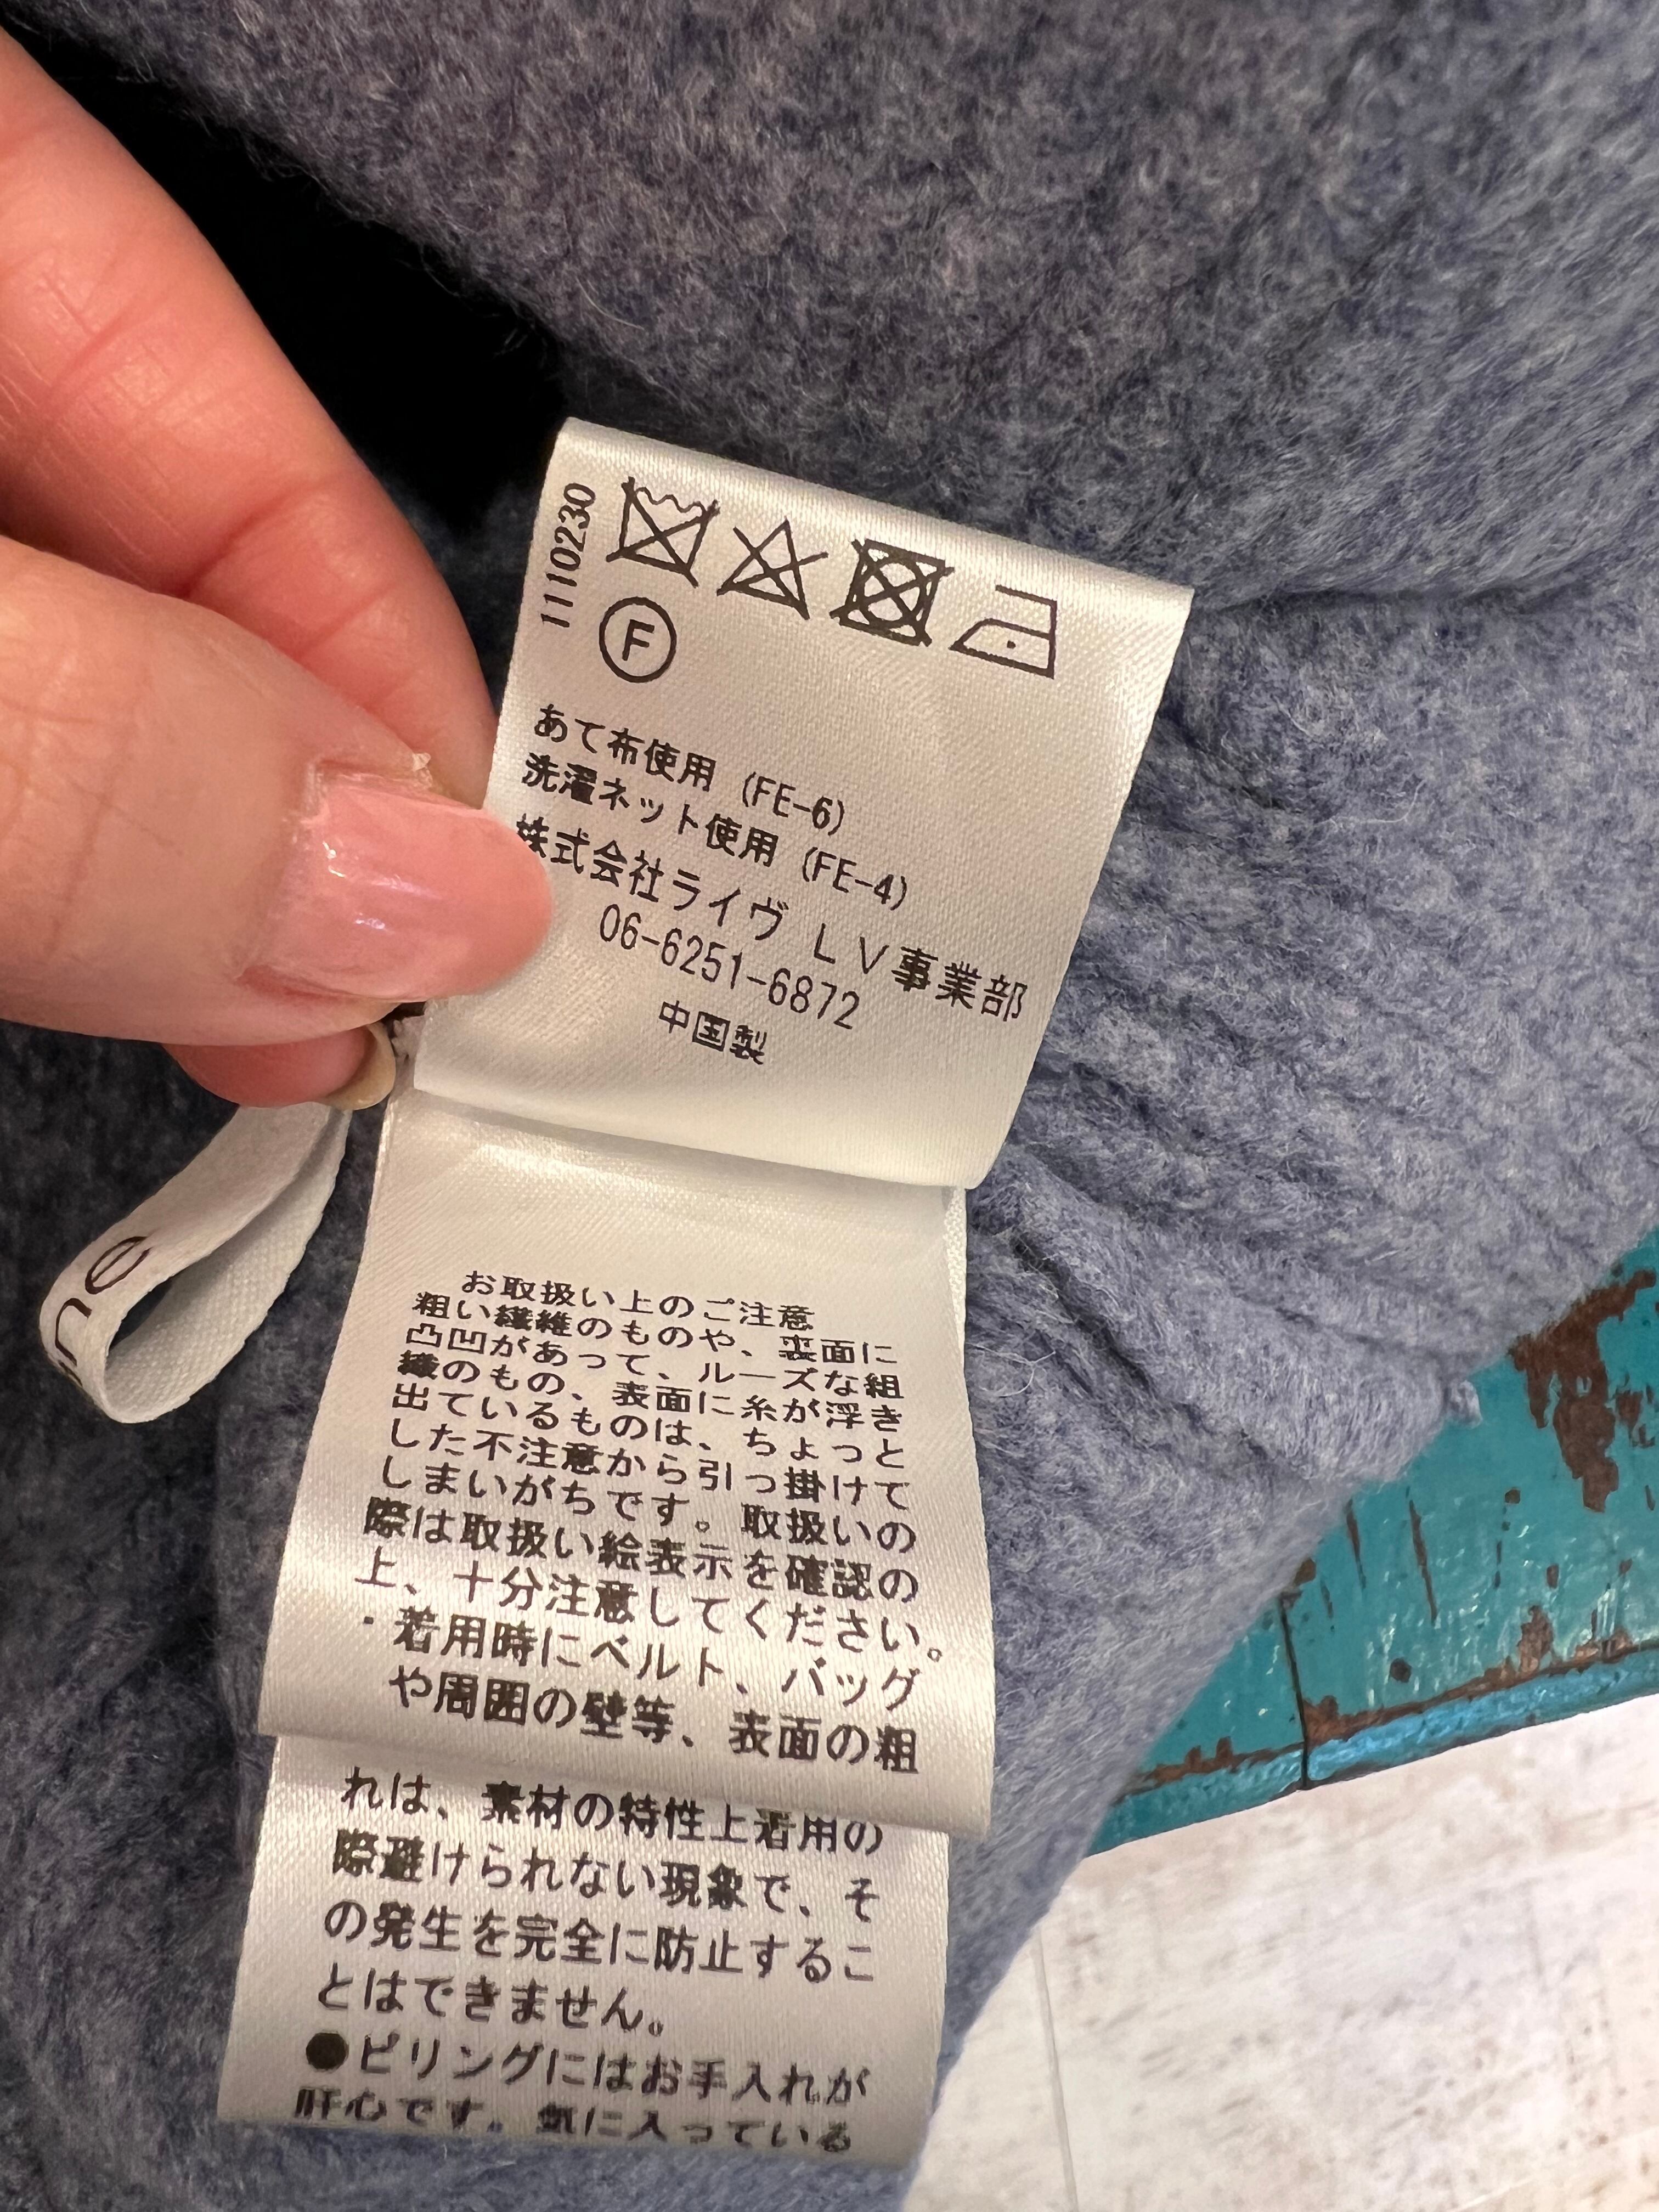 1110230
F
あて布使用 (FE-6)
洗濯ネット使用 (FE-4)
株式会社ライヴ LV事業部
06-6251-6872
中国製
ne
お取扱い上のご注意
粗い繊維のものや、表面に
凸凹があって、ルーズな組
織のもの、表面に糸が浮き
出ているものは、ちょっと
した不注意から引っ掛けて
しまいがちです。取扱いの
際は取扱い絵表示を確認の
上、十分注意してください。
・着用時にベルト、バッグ
や周囲の壁等、表面の粗
れは、素材の特性上着用の
際避けられない現象で、そ
の発生を完全に防止するこ
とはできません。
●ピリングにはお手入れが
肝心です。気に入っている